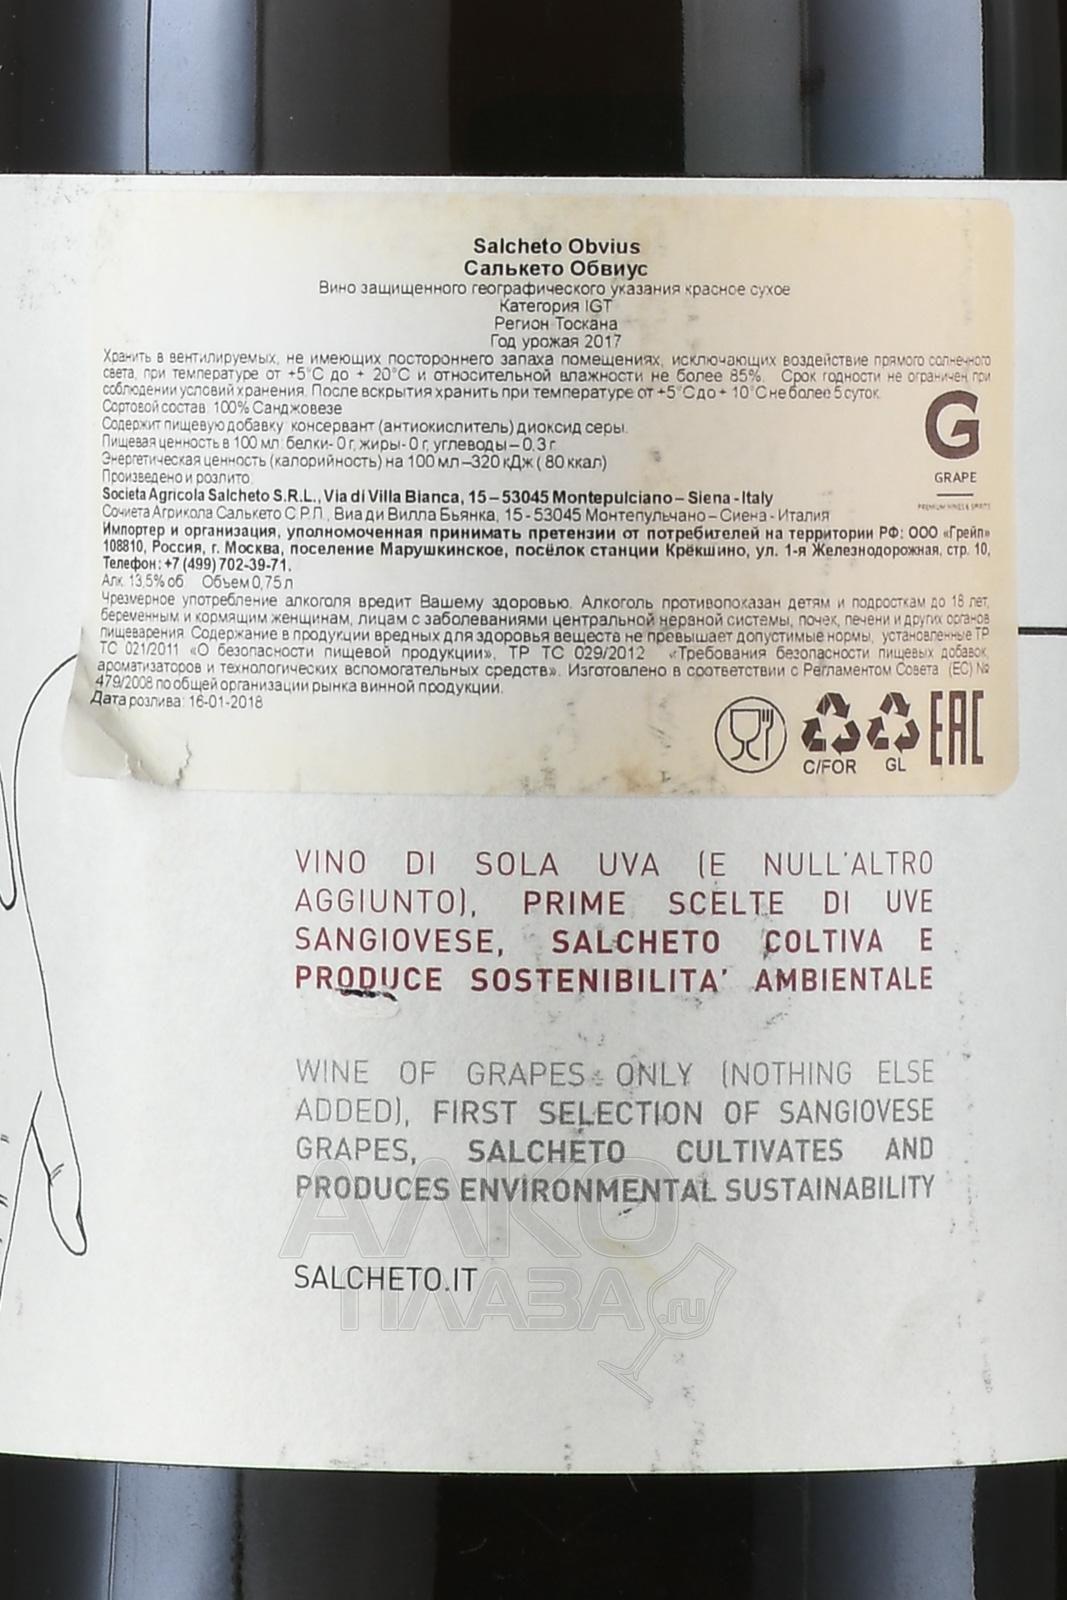 Salcheto Obvius
Салькето Обвиус
Вино защищенного географического указания красное сухое
Категория IGT
Регион Тоскана
Год урожая 2017
Хранить в вентилируемых, не имеющих постороннего запаха помещениях, исключающих воздействие прямого солнечного
света, при температуре от +5°C до + 20°C и относительной влажности не более 85%. Срок годности не ограничен при
соблюдении условий хранения. После вскрытия хранить при температуре от +5°C до + 10°C не более 5 суток.
Сортовой состав: 100% Санджовезе
Содержит пищевую добавку: консервант (антиокислитель) диоксид серы.
Пищевая ценность в 100 мл: белки- 0 г, жиры- 0 г, углеводы – 0,3 г.
Энергетическая ценность (калорийность) на 100 мл –320 кДж ( 80 ккал)
Произведено и розлито:
Societa Agricola Salcheto S.R.L., Via di Villa Bianca, 15 – 53045 Montepulciano – Siena - Italy
Сочиета Агрикола Салькето С.Р.Л., Виа ди Вилла Бьянка, 15 - 53045 Монтепульчано – Сиена - Италия
Импортер и организация, уполномоченная принимать претензии от потребителей на территории РФ: ООО «Грейп»
108810, Россия, г. Москва, поселение Марушкинское, посёлок станции Крёкшино, ул. 1-я Железнодорожная, стр. 10,
Телефон: +7 (499) 702-39-71.
Алк. 13,5% об Объем 0,75 л
Чрезмерное употребление алкоголя вредит Вашему здоровью. Алкоголь противопоказан детям и подросткам до 18 лет,
беременным и кормящим женщинам, лицам с заболеваниями центральной нервной системы, почек, печени и других органов
пищеварения. Содержание в продукции вредных для здоровья веществ не превышает допустимые нормы, установленные ТР
ТС 021/2011 «О безопасности пищевой продукции», ТР ТС 029/2012 «Требования безопасности пищевых добавок,
ароматизаторов и технологических вспомогательных средств». Изготовлено в соответствии с Регламентом Совета (ЕС) №
479/2008 по общей организации рынка винной продукции.
Дата розлива: 16-01-2018
G
GRAPE
PREMIUM WINES & SPIRITS
C/FOR GL EAC
VINO DI SOLA UVA (E NULL'ALTRO
AGGIUNTO), PRIME SCELTE DI UVE
SANGIOVESE, SALCHETO COLTIVA E
PRODUCE SOSTENIBILITA' AMBIENTALE
WINE OF GRAPES ONLY (NOTHING ELSE
ADDED), FIRST SELECTION OF SANGIOVESE
GRAPES, SALCHETO CULTIVATES AND
PRODUCES ENVIRONMENTAL SUSTAINABILITY
SALCHETO.IT
АЛКО
ПЛАЗА.ru